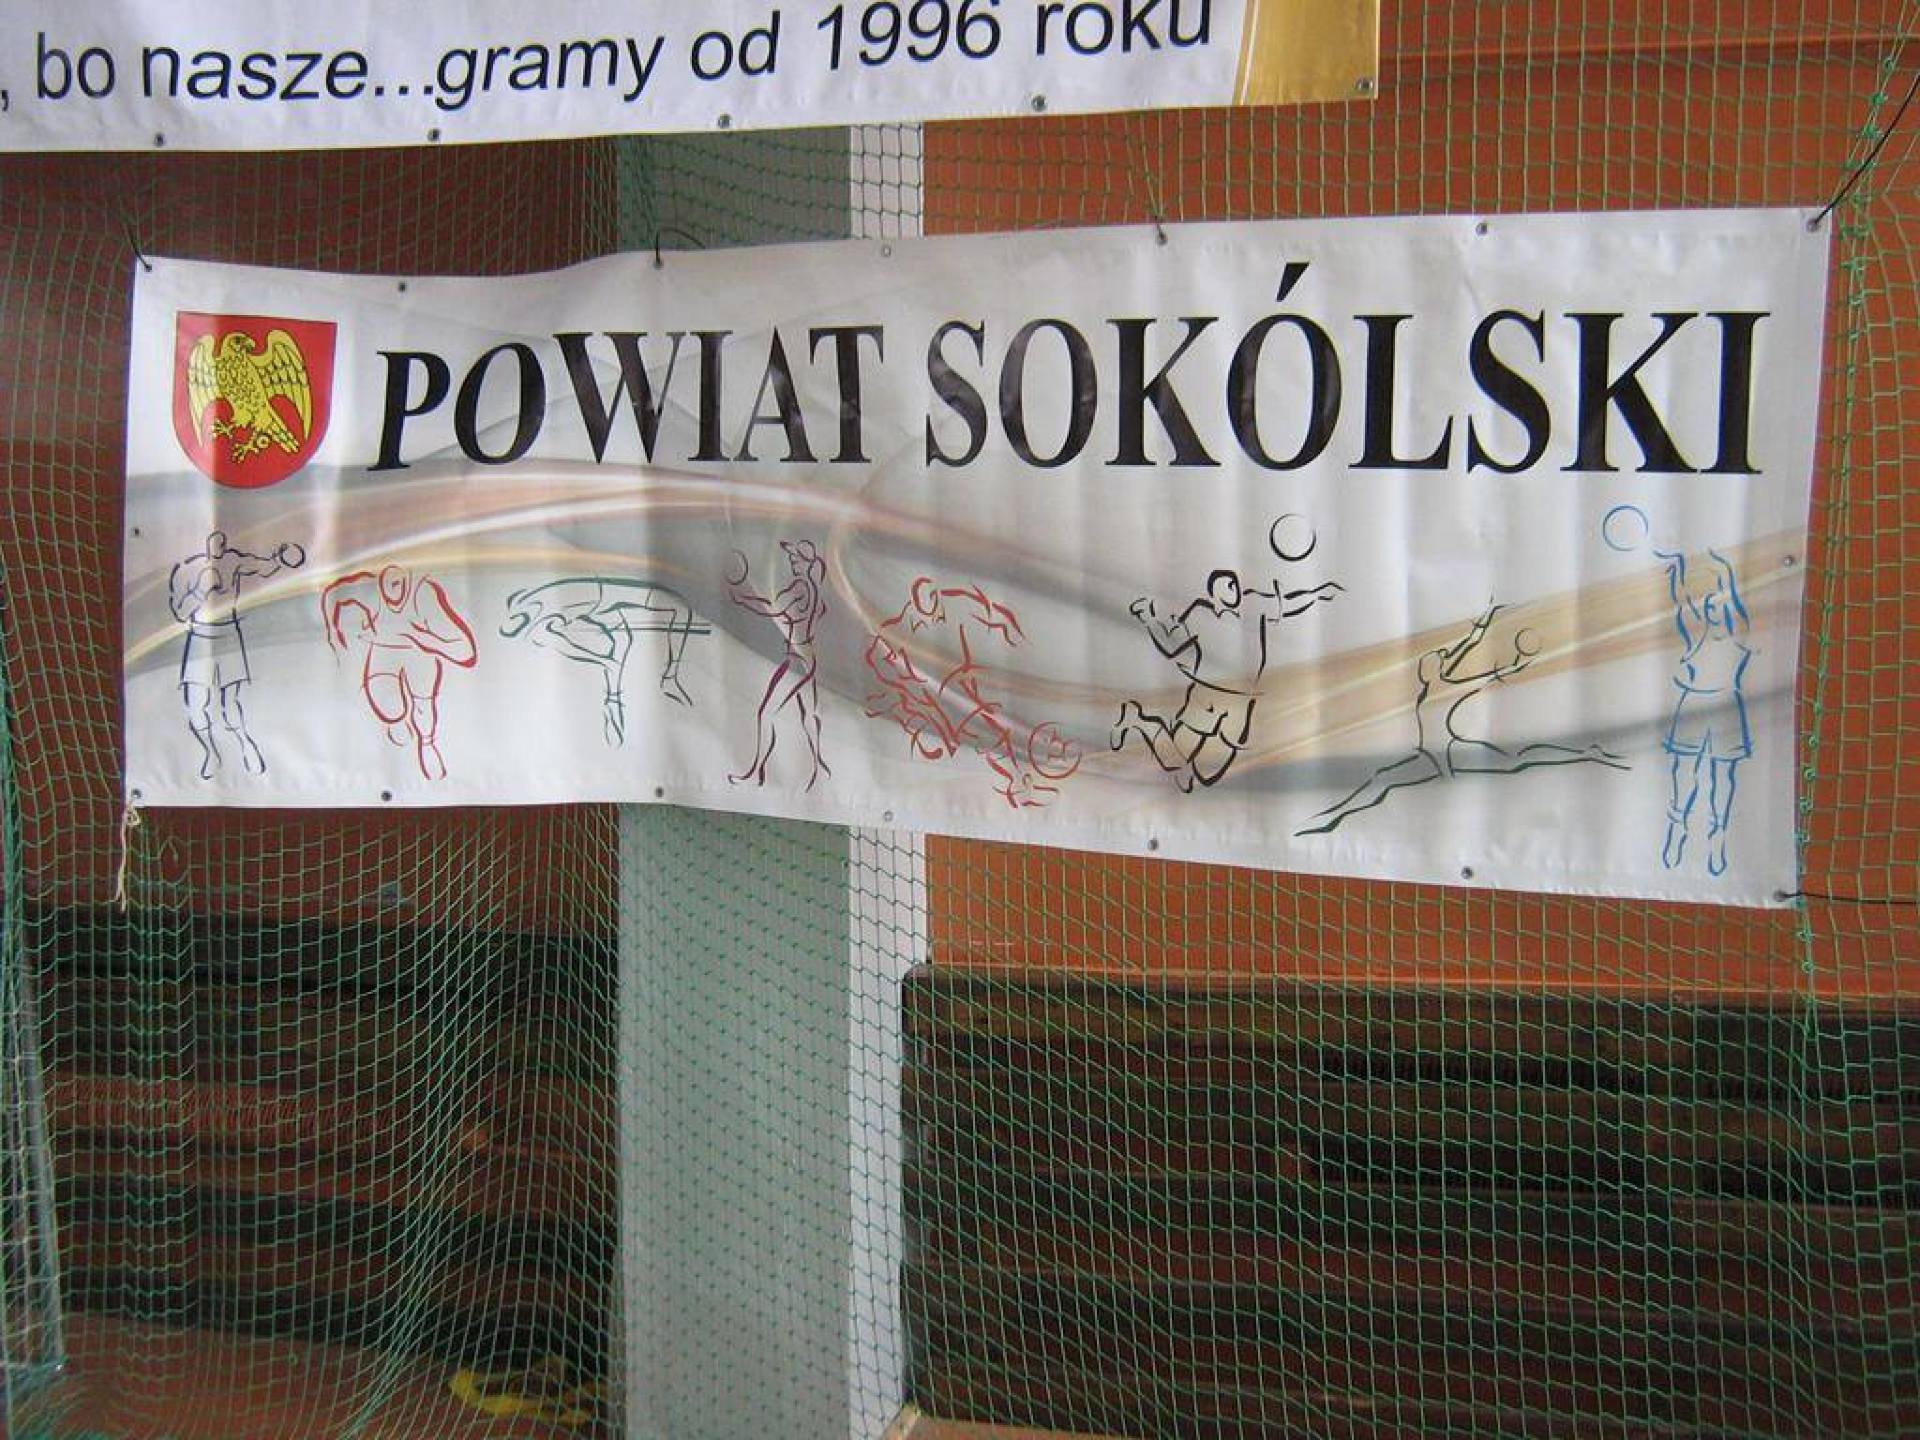 , bo nasze...gramy od 1996 roku
POWIAT SOKÓLSKI